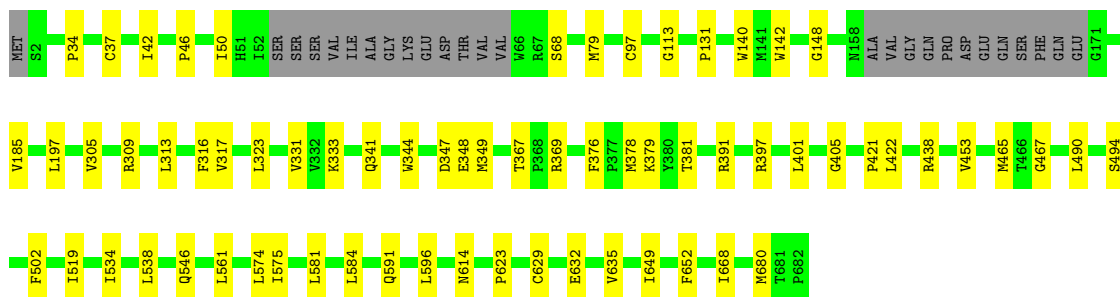 MET S2 P34 C37 I42 P46 I50 H51 I52 SER SER SER VAL ILE ALA GLY LYS GLU ASP THR VAL VAL W66 R67 S68 M79 C97 G113 P131 W140 M141 W142 G148 N158 ALA VAL GLY GLN PRO ASP GLU GLN SER PHE GLN GLU G171
V185 L197 V305 R309 L313 F316 V317 L323 V331 V332 K333 Q341 W344 D347 E348 M349 T367 P368 R369 F376 P377 M378 K379 Y380 T381 R391 R397 L401 G405 P421 L422 R438 V453 M465 T466 G467 L490 S494
F502 I519 I534 L538 Q546 L561 L574 I575 L581 L584 Q591 L596 N614 P623 C629 E632 V635 I649 F652 I668 M680 T681 P682